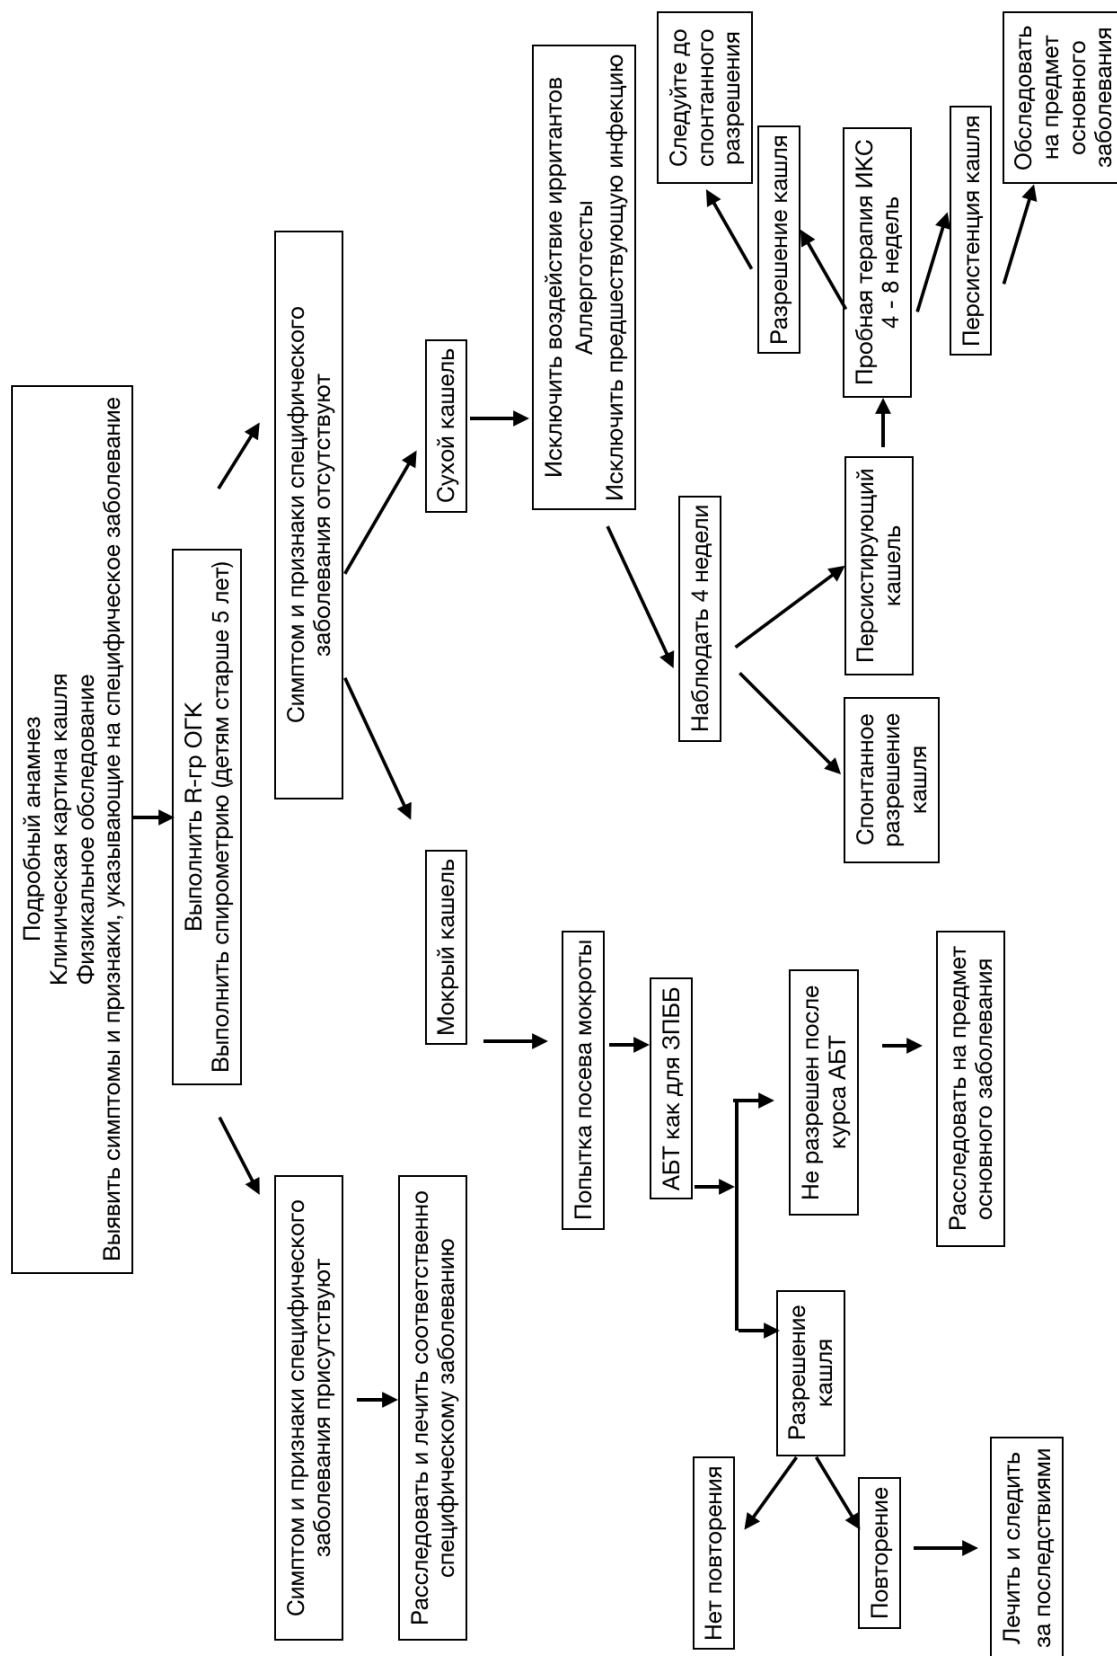 Подробный анамнез
Клиническая картина кашля
Физикальное обследование
Выявить симптомы и признаки, указывающие на специфическое заболевание
Выполнить R-гр ОГК
Выполнить спирометрию (детям старше 5 лет)
Симптом и признаки специфического
заболевания присутствуют
Симптом и признаки специфического
заболевания отсутствуют
Расследовать и лечить соответственно
специфическому заболеванию
Мокрый кашель
Сухой кашель
Попытка посева мокроты
Исключить воздействие ирритантов
Аллерготесты
Исключить предшествующую инфекцию
АБТ как для ЗПББ
Наблюдать 4 недели
Разрешение
кашля
Не разрешен после
курса АБТ
Нет повторения
Повторение
Лечить и следить
за последствиями
Расследовать на предмет
основного заболевания
Спонтанное
разрешение
кашля
Персистирующий
кашель
Пробная терапия ИКС
4 - 8 недель
Разрешение кашля
Следуйте до
спонтанного
разрешения
Персистенция кашля
Обследовать
на предмет
основного
заболевания